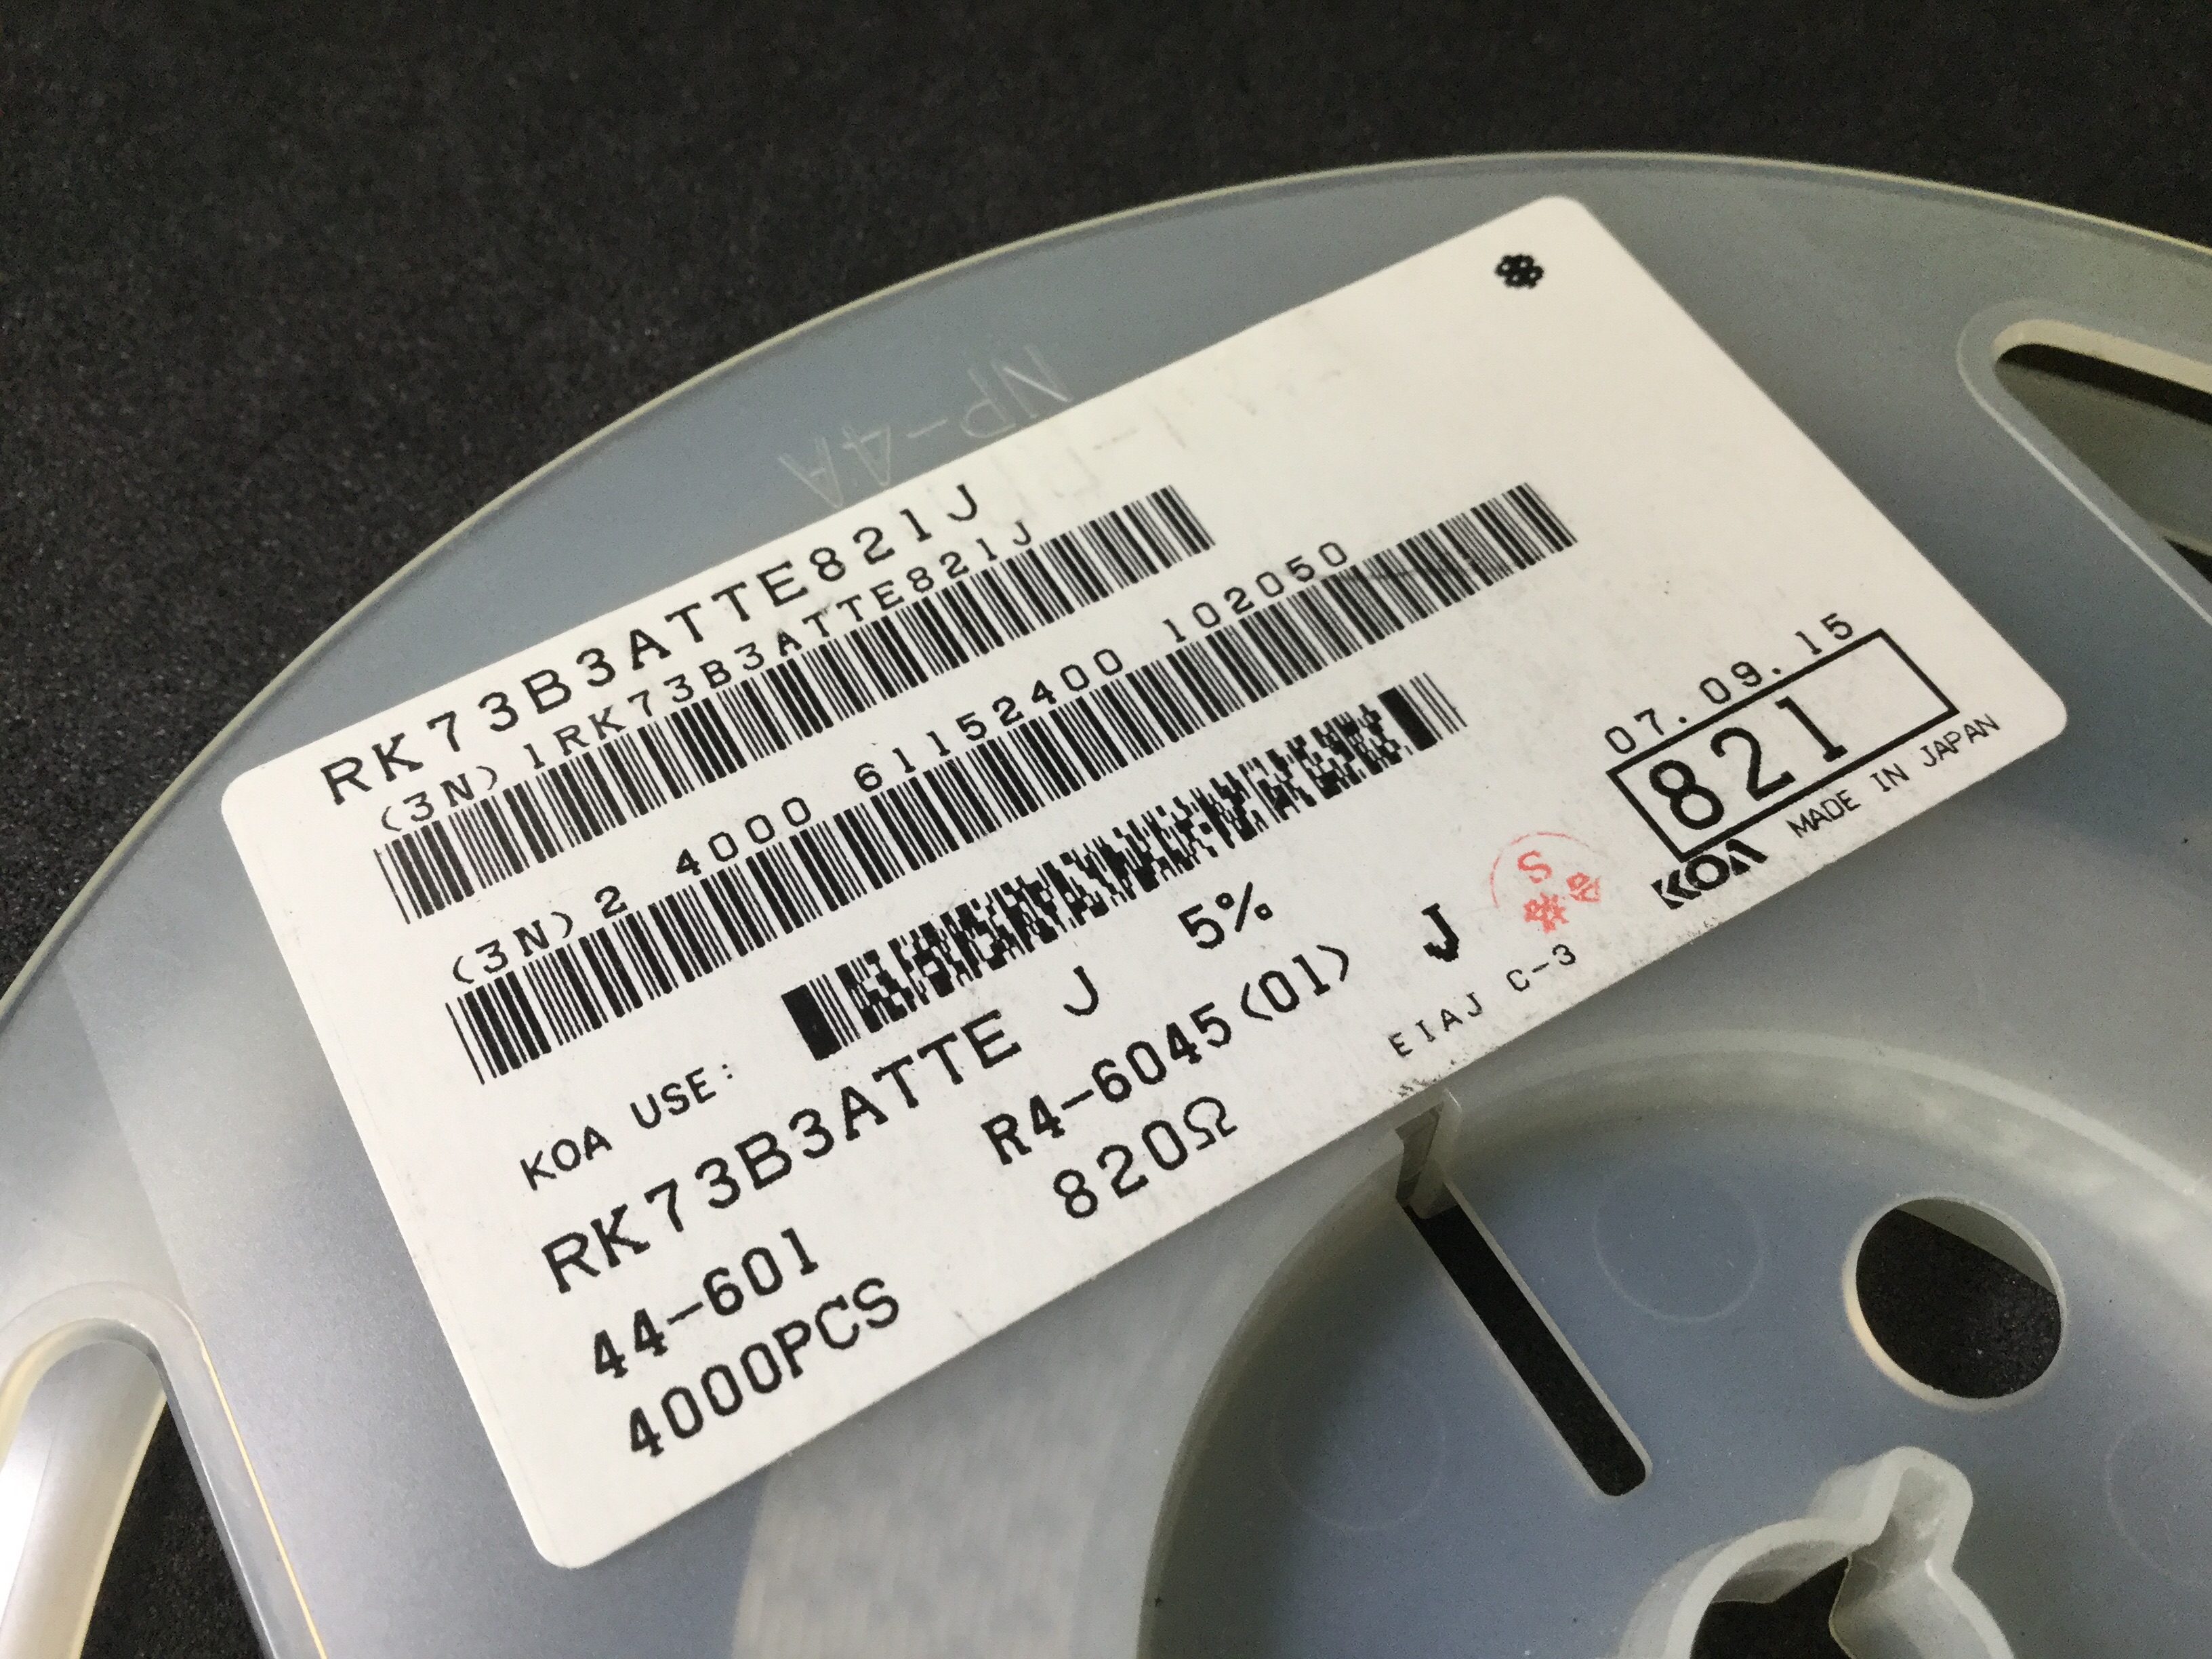 NP-4A
RK73B3ATTE821J
(3N)1RK73B3ATTE821J
(3N)2 4000 61152400 102050
KOA USE:
RK73B3ATTE J 5%
44-601 R4-6045(01) J
4000PCS 820Ω
EIAJ C-3
S
07.09.15
821
KOA MADE IN JAPAN